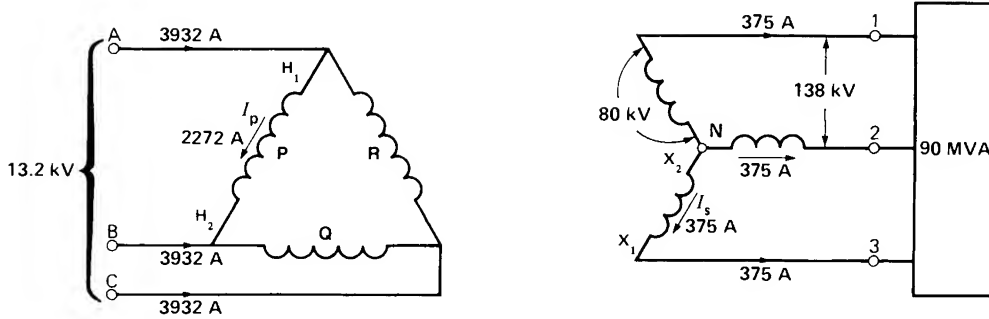 A
3932 A
H1
Ip
2272 A
P
R
13.2 kV
H2
Q
B
3932 A
C
3932 A
375 A
1
80 kV
138 kV
N
2
X2
375 A
90 MVA
Is
375 A
X1
3
375 A